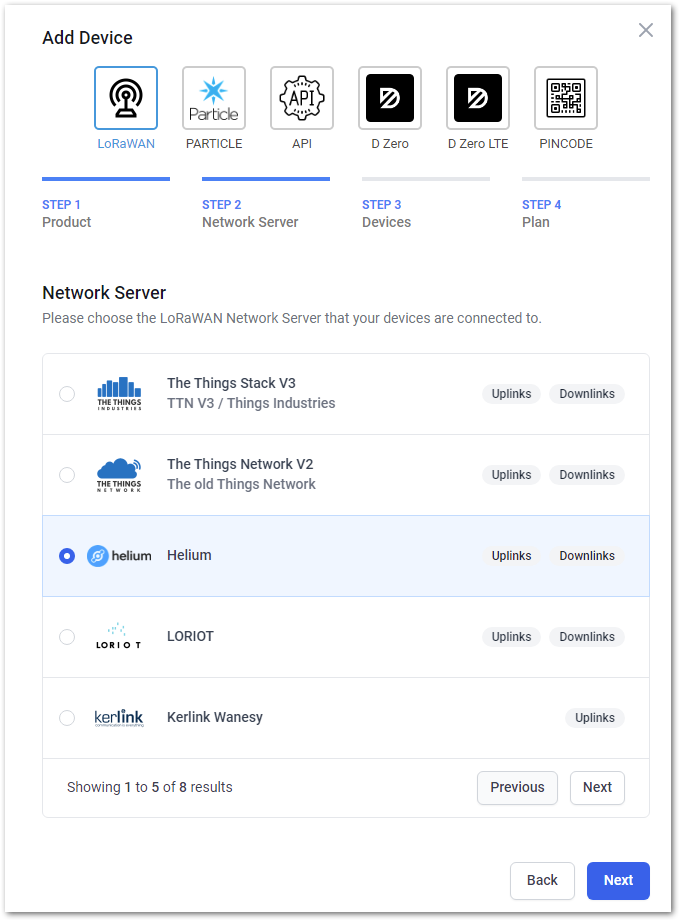 Add Device
API
Particle
LoRaWAN PARTICLE API D Zero D Zero LTE PINCODE
STEP 1 STEP 2 STEP 3 STEP 4
Product Network Server Devices Plan
Network Server
Please choose the LoRaWAN Network Server that your devices are connected to.
THE THINGS
INDUSTRIES
The Things Stack V3
TTN V3 / Things Industries
Uplinks Downlinks
THE THINGS
NETWORK
The Things Network V2
The old Things Network
Uplinks Downlinks
helium Helium Uplinks Downlinks
LORIOT LORIOT Uplinks Downlinks
kerlink Kerlink Wanesy Uplinks
Showing 1 to 5 of 8 results Previous Next
Back Next